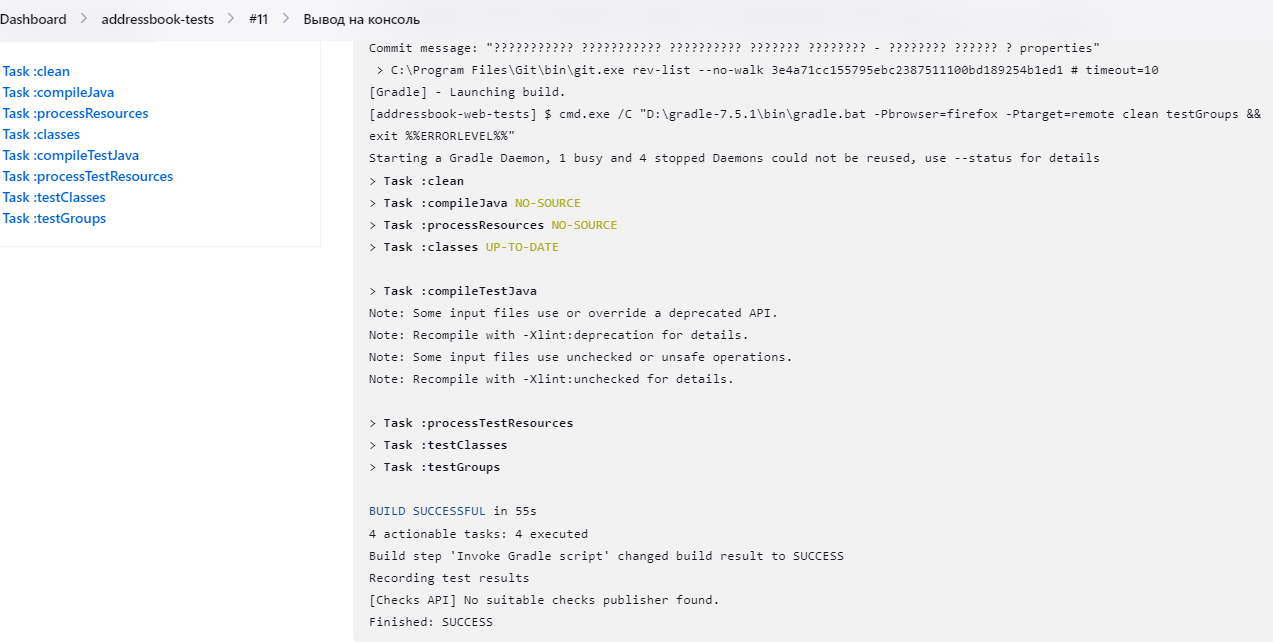 Dashboard > addressbook-tests > #11 > Вывод на консоль
Task :clean
Task :compileJava
Task :processResources
Task :classes
Task :compileTestJava
Task :processTestResources
Task :testClasses
Task :testGroups
Commit message: "??????????? ??????????? ?????????? ??????? ???????? - ???????? ?????? ? properties"
> C:\Program Files\Git\bin\git.exe rev-list --no-walk 3e4a71cc155795ebc2387511100bd189254b1ed1 # timeout=10
[Gradle] - Launching build.
[addressbook-web-tests] $ cmd.exe /C "D:\gradle-7.5.1\bin\gradle.bat -Pbrowser=firefox -Ptarget=remote clean testGroups &&
exit %%ERRORLEVEL%%"
Starting a Gradle Daemon, 1 busy and 4 stopped Daemons could not be reused, use --status for details
> Task :clean
> Task :compileJava NO-SOURCE
> Task :processResources NO-SOURCE
> Task :classes UP-TO-DATE
> Task :compileTestJava
Note: Some input files use or override a deprecated API.
Note: Recompile with -Xlint:deprecation for details.
Note: Some input files use unchecked or unsafe operations.
Note: Recompile with -Xlint:unchecked for details.
> Task :processTestResources
> Task :testClasses
> Task :testGroups
BUILD SUCCESSFUL in 55s
4 actionable tasks: 4 executed
Build step 'Invoke Gradle script' changed build result to SUCCESS
Recording test results
[Checks API] No suitable checks publisher found.
Finished: SUCCESS